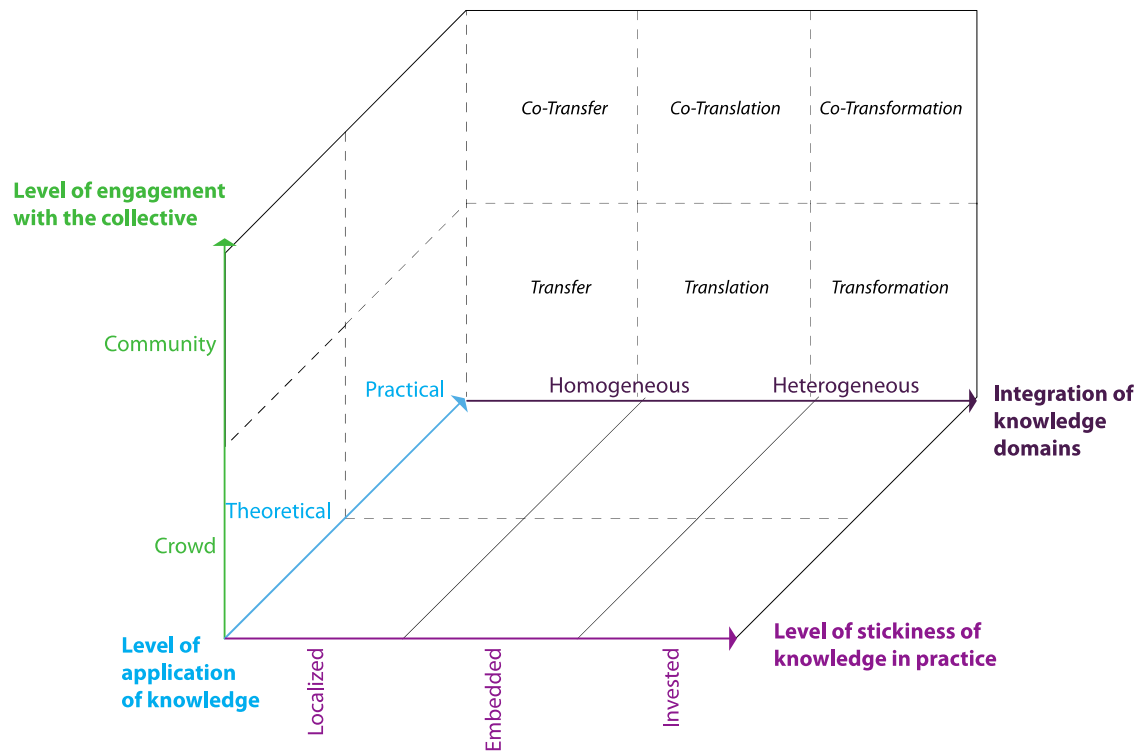 Co-Transfer
Co-Translation
Co-Transformation
Level of engagement
with the collective
Transfer
Translation
Transformation
Community
Practical
Homogeneous
Heterogeneous
Integration of
knowledge
domains
Theoretical
Crowd
Level of
application
of knowledge
Localized
Embedded
Invested
Level of stickiness of
knowledge in practice